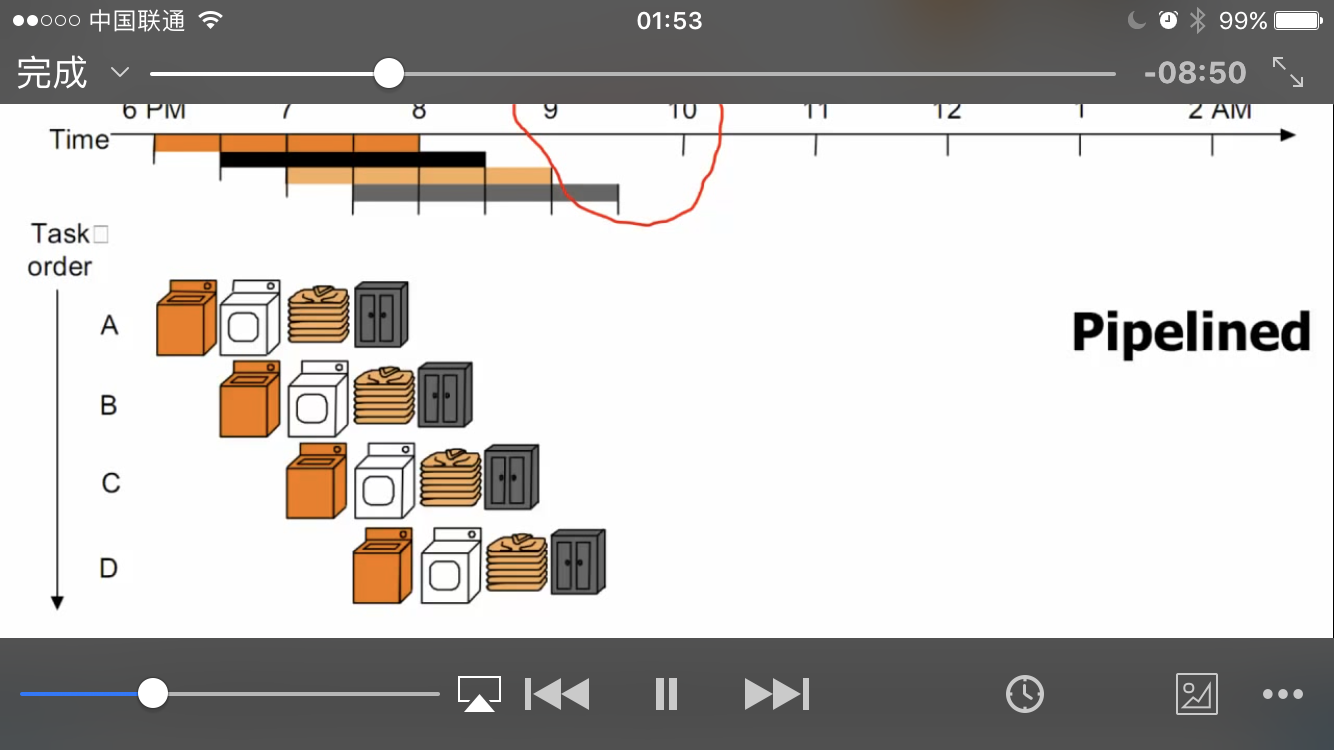 中国联通 01:53 99%
完成 -08:50
6 PM 7 8 9 10 11 12 1 2 AM
Time
Task
order
A
Pipelined
B
C
D